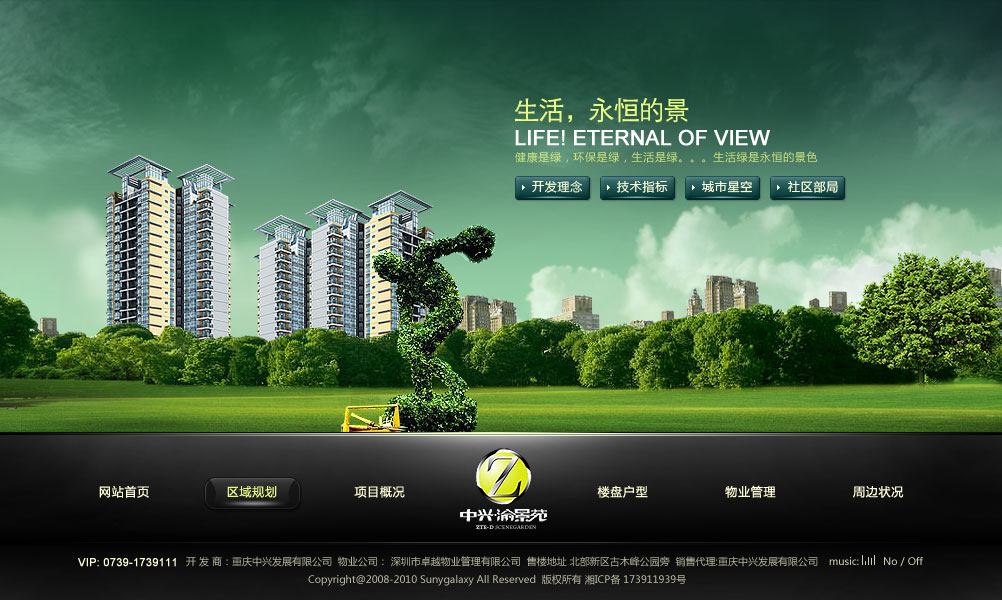 生活，永恒的景
LIFE! ETERNAL OF VIEW
健康是绿，环保是绿，生活是绿。。。生活绿是永恒的景色
开发理念 技术指标 城市星空 社区部局
网站首页 区域规划 项目概况 楼盘户型 物业管理 周边状况
Z
中兴·渝景苑
ZTE-D SCENEGARDEN
VIP: 0739-1739111 开 发 商：重庆中兴发展有限公司 物业公司： 深圳市卓越物业管理有限公司 售楼地址 北部新区古木峰公园旁 销售代理:重庆中兴发展有限公司 music: No / Off
Copyright@2008-2010 Sunygalaxy All Reserved 版权所有 湘ICP备 173911939号